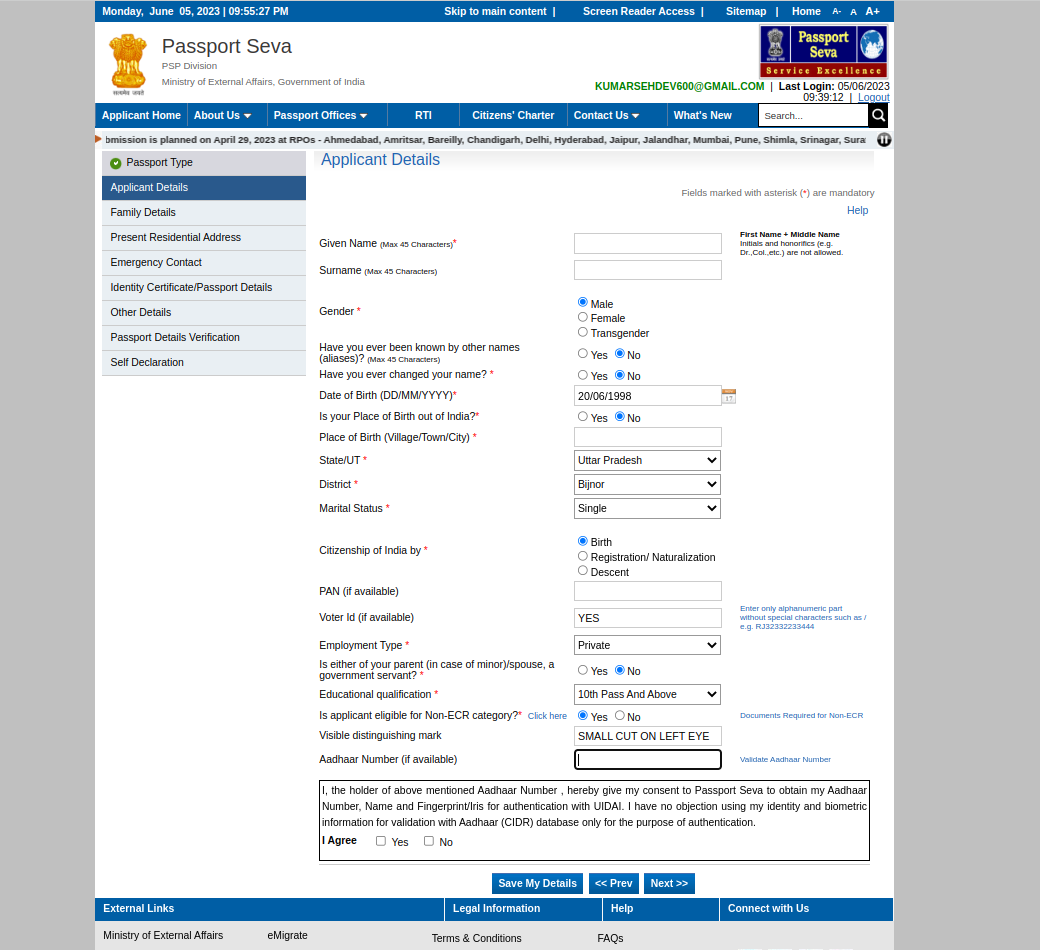 Monday, June 05, 2023 | 09:55:27 PM Skip to main content | Screen Reader Access | Sitemap | Home A- A A+
Passport Seva
PSP Division
Ministry of External Affairs, Government of India
सत्यमेव जयते
Passport Seva
Service Excellence
KUMARSEHDEV600@GMAIL.COM | Last Login: 05/06/2023
09:39:12 | Logout
Applicant Home About Us Passport Offices RTI Citizens' Charter Contact Us What's New Search...
bmission is planned on April 29, 2023 at RPOs - Ahmedabad, Amritsar, Bareilly, Chandigarh, Delhi, Hyderabad, Jaipur, Jalandhar, Mumbai, Pune, Shimla, Srinagar, Sura
Passport Type
Applicant Details
Family Details
Present Residential Address
Emergency Contact
Identity Certificate/Passport Details
Other Details
Passport Details Verification
Self Declaration
Applicant Details
Fields marked with asterisk (*) are mandatory
Help
Given Name (Max 45 Characters)*
First Name + Middle Name
Initials and honorifics (e.g.
Dr.,Col.,etc.) are not allowed.
Surname (Max 45 Characters)
Gender *
Male
Female
Transgender
Have you ever been known by other names
(aliases)? (Max 45 Characters)
Yes No
Have you ever changed your name? * Yes No
Date of Birth (DD/MM/YYYY)* 20/06/1998
Is your Place of Birth out of India?* Yes No
Place of Birth (Village/Town/City) *
State/UT * Uttar Pradesh
District * Bijnor
Marital Status * Single
Citizenship of India by *
Birth
Registration/ Naturalization
Descent
PAN (if available)
Voter Id (if available) YES
Enter only alphanumeric part
without special characters such as /
e.g. RJ32332233444
Employment Type * Private
Is either of your parent (in case of minor)/spouse, a
government servant? *
Yes No
Educational qualification * 10th Pass And Above
Is applicant eligible for Non-ECR category?* Click here Yes No Documents Required for Non-ECR
Visible distinguishing mark SMALL CUT ON LEFT EYE
Aadhaar Number (if available) Validate Aadhaar Number
I, the holder of above mentioned Aadhaar Number , hereby give my consent to Passport Seva to obtain my Aadhaar
Number, Name and Fingerprint/Iris for authentication with UIDAI. I have no objection using my identity and biometric
information for validation with Aadhaar (CIDR) database only for the purpose of authentication.
I Agree Yes No
Save My Details << Prev Next >>
External Links Legal Information Help Connect with Us
Ministry of External Affairs eMigrate Terms & Conditions FAQs